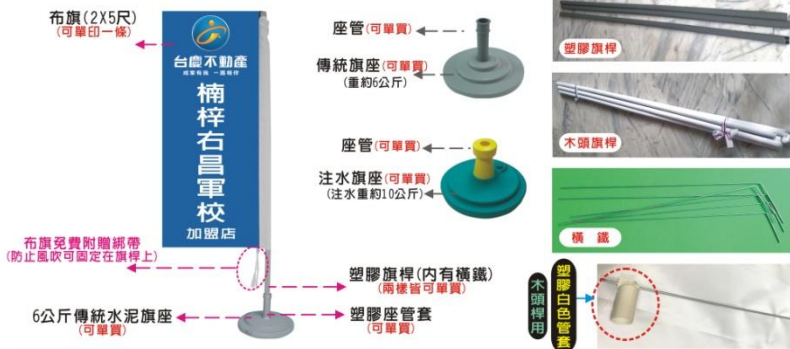 布旗(2X5尺)
(可單印一條)
台慶不動產
成家有我 一路相伴
楠梓右昌軍校
加盟店
布旗免費附贈綁帶
(防止風吹可固定在旗桿上)
6公斤傳統水泥旗座
(可單買)
塑膠旗桿(內有橫鐵)
(兩樣皆可單買)
塑膠座管套
(可單買)
座管(可單買)
傳統旗座(可單買)
(重約6公斤)
座管(可單買)
注水旗座(可單買)
(注水重約10公斤)
塑膠旗桿
木頭旗桿
橫鐵
木頭桿用
塑膠白色管套